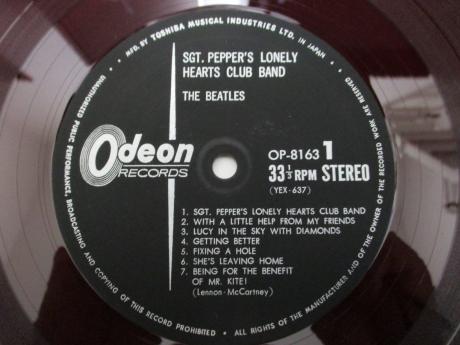 MFD. BY TOSHIBA MUSICAL INDUSTRIES LTD. IN JAPAN
SGT. PEPPER'S LONELY
HEARTS CLUB BAND
THE BEATLES
Odeon
RECORDS
OP-8163 1
33⅓ RPM STEREO
(YEX-637)
1. SGT. PEPPER'S LONELY HEARTS CLUB BAND
2. WITH A LITTLE HELP FROM MY FRIENDS
3. LUCY IN THE SKY WITH DIAMONDS
4. GETTING BETTER
5. FIXING A HOLE
6. SHE'S LEAVING HOME
7. BEING FOR THE BENEFIT
OF MR. KITE!
(Lennon-McCartney)
UNAUTHORIZED PUBLIC PERFORMANCE, BROADCASTING AND COPYING OF THIS RECORD PROHIBITED • ALL RIGHTS OF THE MANUFACTURER AND OF THE OWNER OF THE RECORDED WORK ARE RESERVED